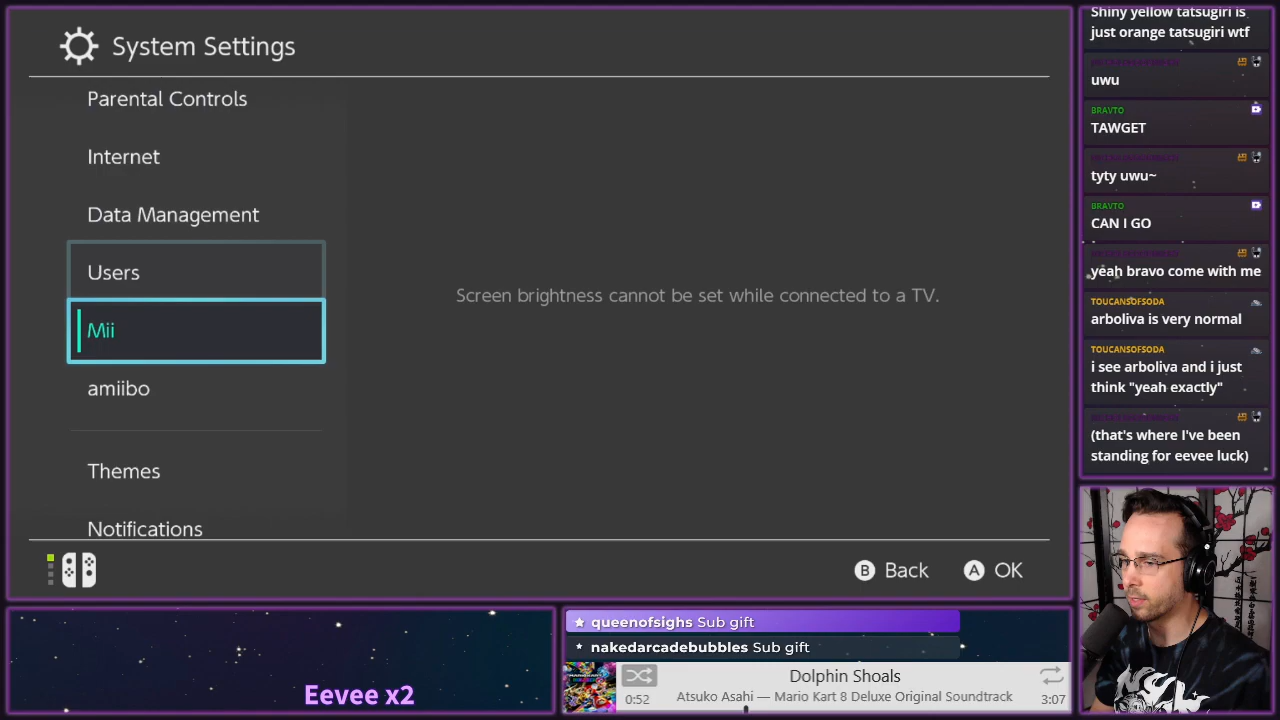 System Settings
Parental Controls
Internet
Data Management
Users
Mii
amiibo
Themes
Notifications
Screen brightness cannot be set while connected to a TV.
B Back
A OK
Shiny yellow tatsugiri is
just orange tatsugiri wtf
uwu
BRAVTO
TAWGET
tyty uwu~
BRAVTO
CAN I GO
yeah bravo come with me
TOUCANSOFSODA
arboliva is very normal
TOUCANSOFSODA
i see arboliva and i just
think "yeah exactly"
(that's where I've been
standing for eevee luck)
Eevee x2
queenofsighs Sub gift
nakedarcadebubbles Sub gift
Dolphin Shoals
Atsuko Asahi — Mario Kart 8 Deluxe Original Soundtrack
0:52
3:07